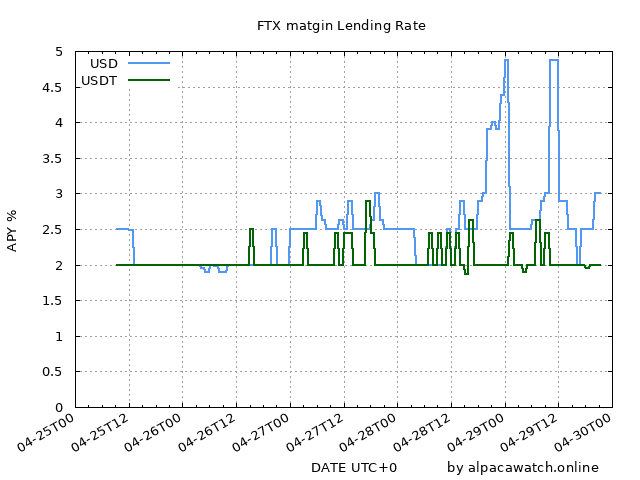 FTX matgin Lending Rate
USD
USDT
5
4.5
4
3.5
3
2.5
2
1.5
1
0.5
0
APY %
04-25T00
04-25T12
04-26T00
04-26T12
04-27T00
04-27T12
04-28T00
04-28T12
04-29T00
04-29T12
04-30T00
DATE UTC+0
by alpacawatch.online